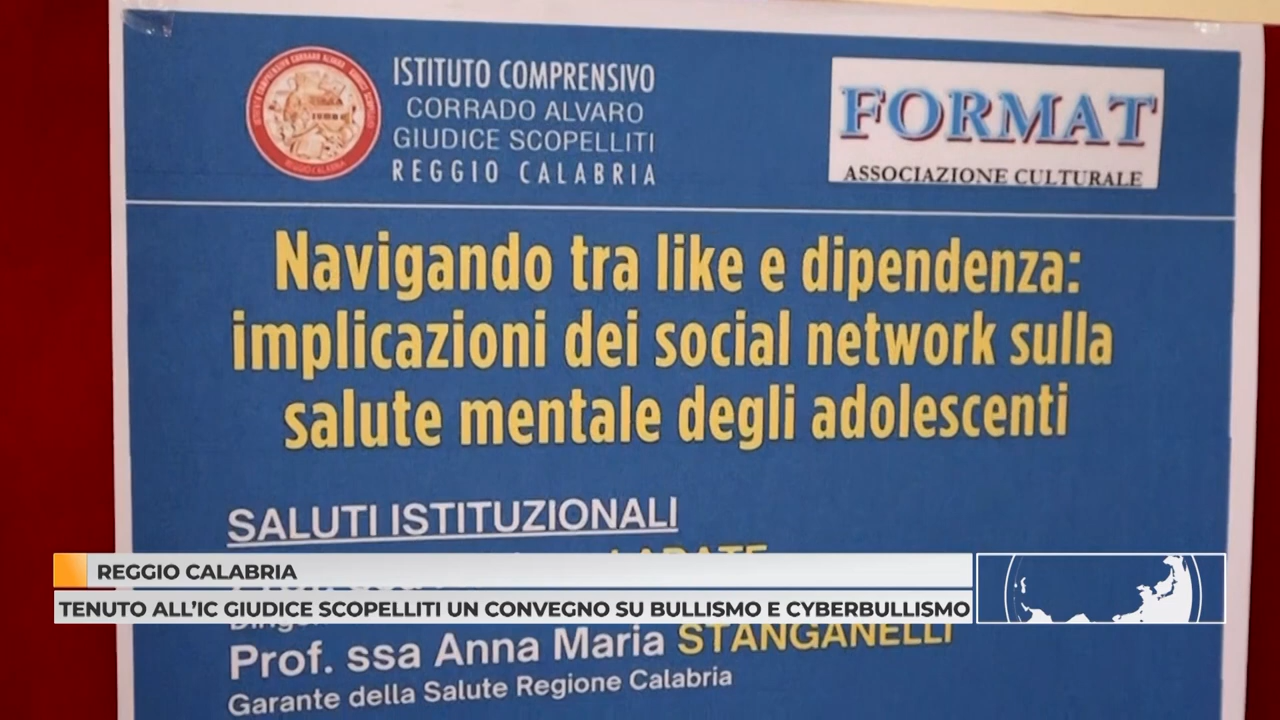 ISTITUTO COMPRENSIVO
CORRADO ALVARO
GIUDICE SCOPELLITI
REGGIO CALABRIA
FORMAT
ASSOCIAZIONE CULTURALE
Navigando tra like e dipendenza:
implicazioni dei social network sulla
salute mentale degli adolescenti
SALUTI ISTITUZIONALI
REGGIO CALABRIA
TENUTO ALL'IC GIUDICE SCOPELLITI UN CONVEGNO SU BULLISMO E CYBERBULLISMO
Prof. ssa Anna Maria STANGANELLI
Garante della Salute Regione Calabria